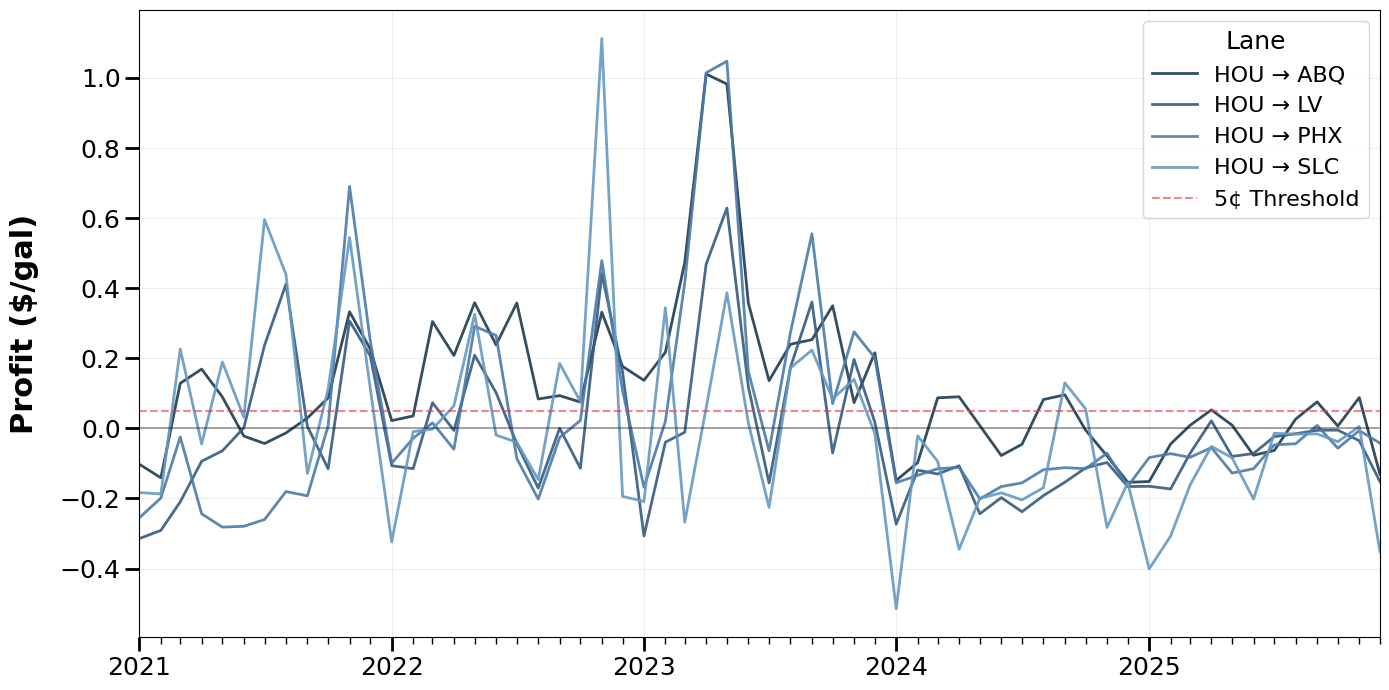 Profit ($/gal)
1.0
0.8
0.6
0.4
0.2
0.0
−0.2
−0.4
2021
2022
2023
2024
2025
Lane
HOU → ABQ
HOU → LV
HOU → PHX
HOU → SLC
5¢ Threshold